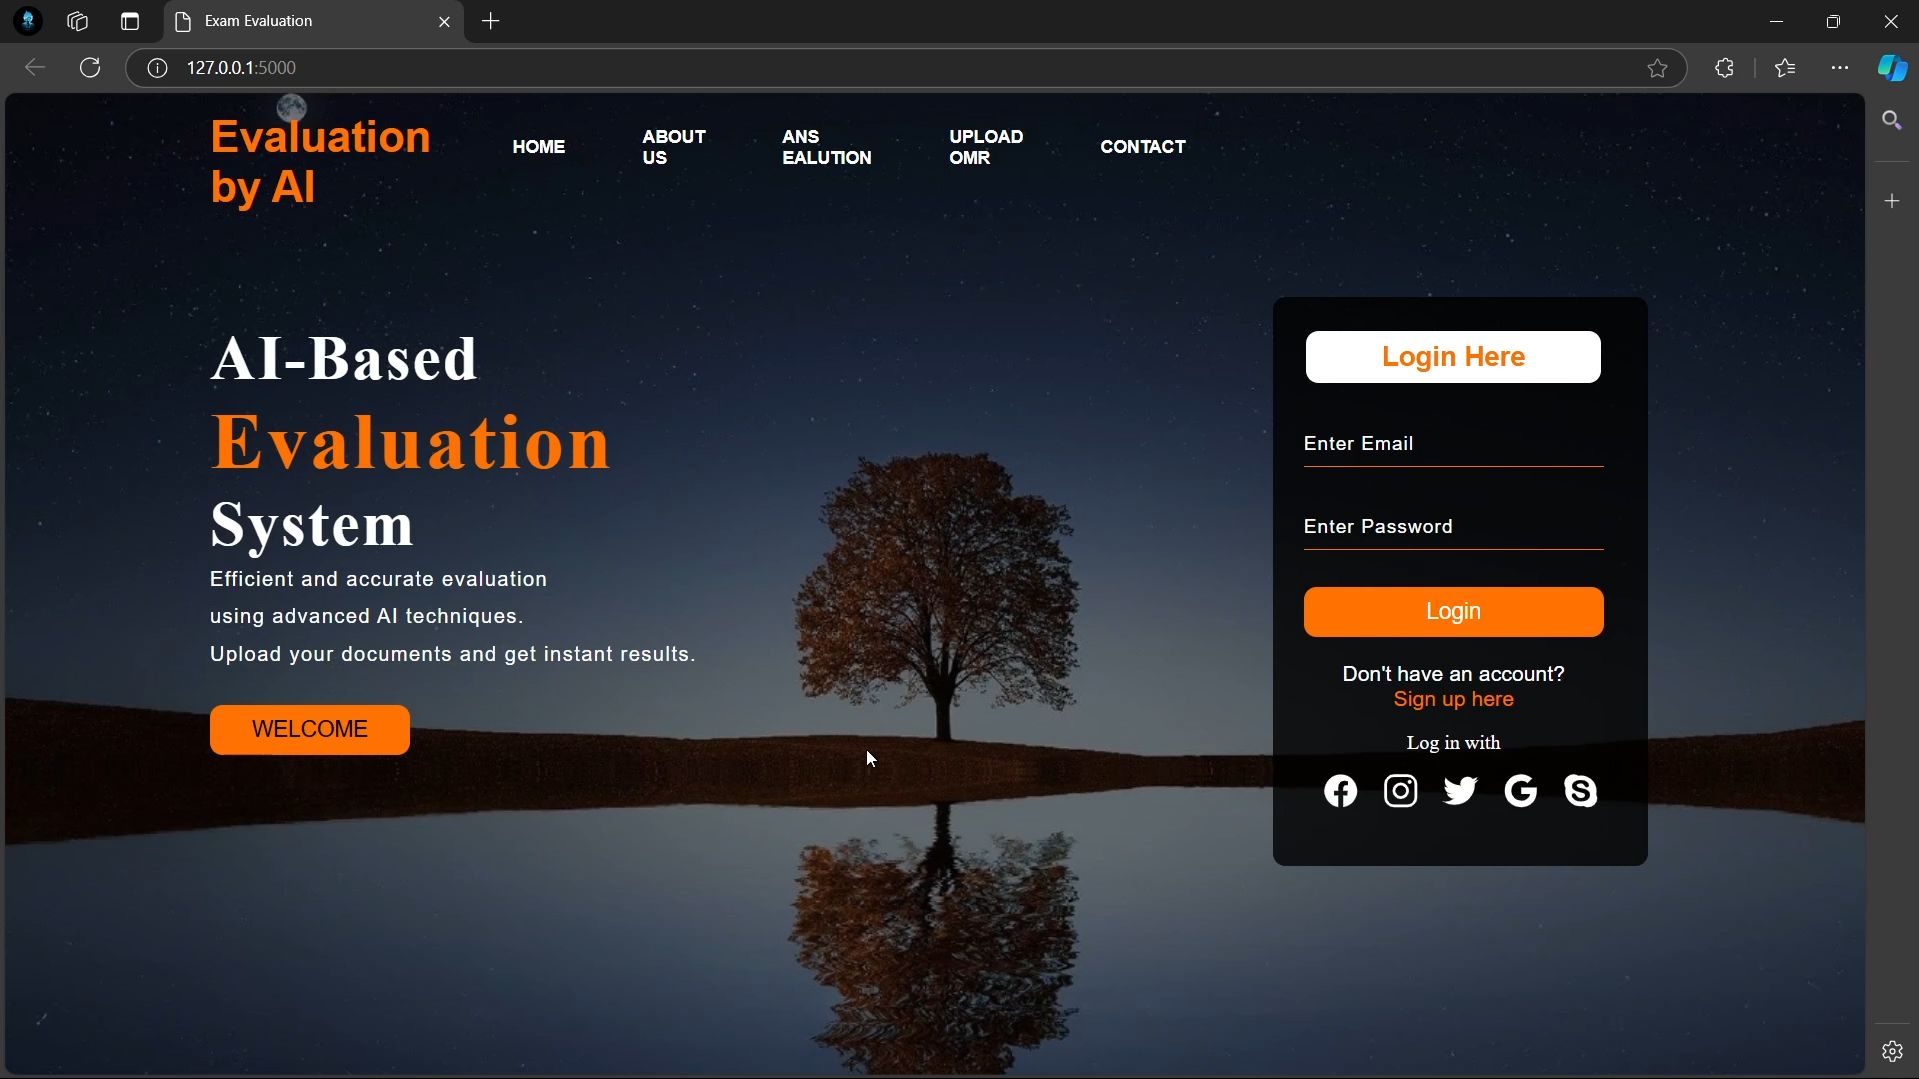 Exam Evaluation
127.0.0.1:5000
Evaluation
by AI
HOME
ABOUT
US
ANS
EALUTION
UPLOAD
OMR
CONTACT
AI-Based
Evaluation
System
Efficient and accurate evaluation
using advanced AI techniques.
Upload your documents and get instant results.
WELCOME
Login Here
Enter Email
Enter Password
Login
Don't have an account?
Sign up here
Log in with